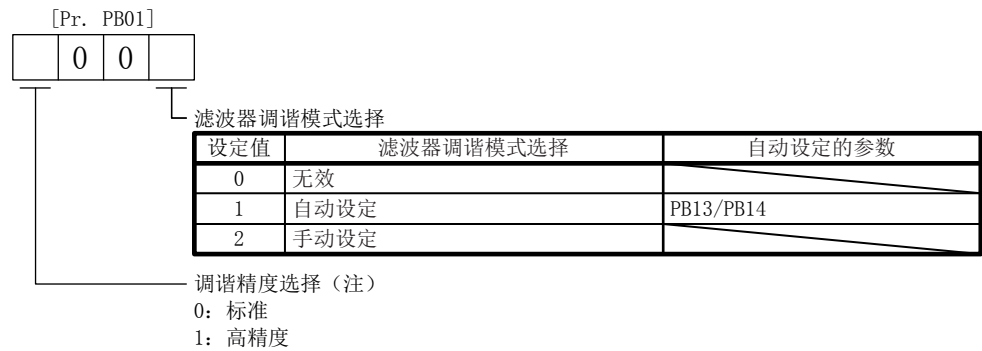 [Pr. PB01]
0 0
滤波器调谐模式选择
设定值 滤波器调谐模式选择 自动设定的参数
0 无效
1 自动设定 PB13/PB14
2 手动设定
调谐精度选择（注）
0：标准
1：高精度